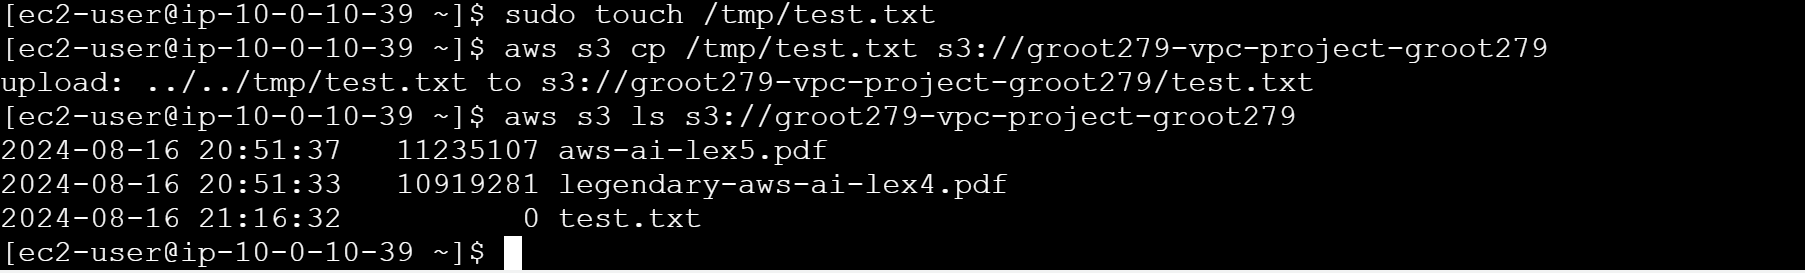 [ec2-user@ip-10-0-10-39 ~]$ sudo touch /tmp/test.txt
[ec2-user@ip-10-0-10-39 ~]$ aws s3 cp /tmp/test.txt s3://groot279-vpc-project-groot279
upload: ../../tmp/test.txt to s3://groot279-vpc-project-groot279/test.txt
[ec2-user@ip-10-0-10-39 ~]$ aws s3 ls s3://groot279-vpc-project-groot279
2024-08-16 20:51:37   11235107 aws-ai-lex5.pdf
2024-08-16 20:51:33   10919281 legendary-aws-ai-lex4.pdf
2024-08-16 21:16:32          0 test.txt
[ec2-user@ip-10-0-10-39 ~]$